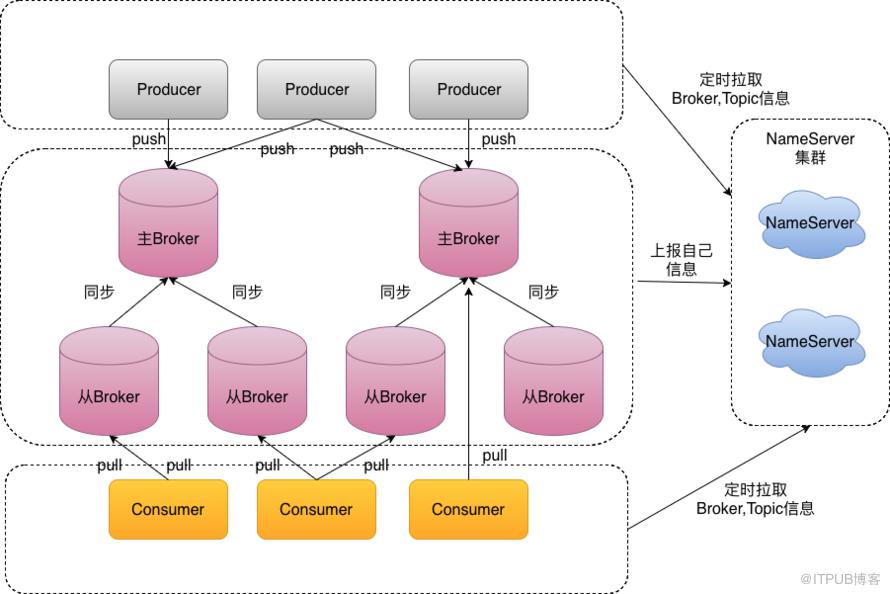 Producer
Producer
Producer
定时拉取
Broker,Topic信息
push
push
push
push
NameServer
集群
NameServer
主Broker
主Broker
上报自己
信息
同步
同步
同步
同步
NameServer
从Broker
从Broker
从Broker
从Broker
pull
pull
pull
pull
pull
定时拉取
Broker,Topic信息
Consumer
Consumer
Consumer
@ITPUB博客